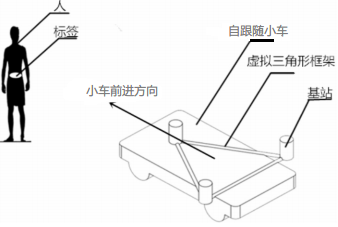 人
标签
自跟随小车
虚拟三角形框架
小车前进方向
基站